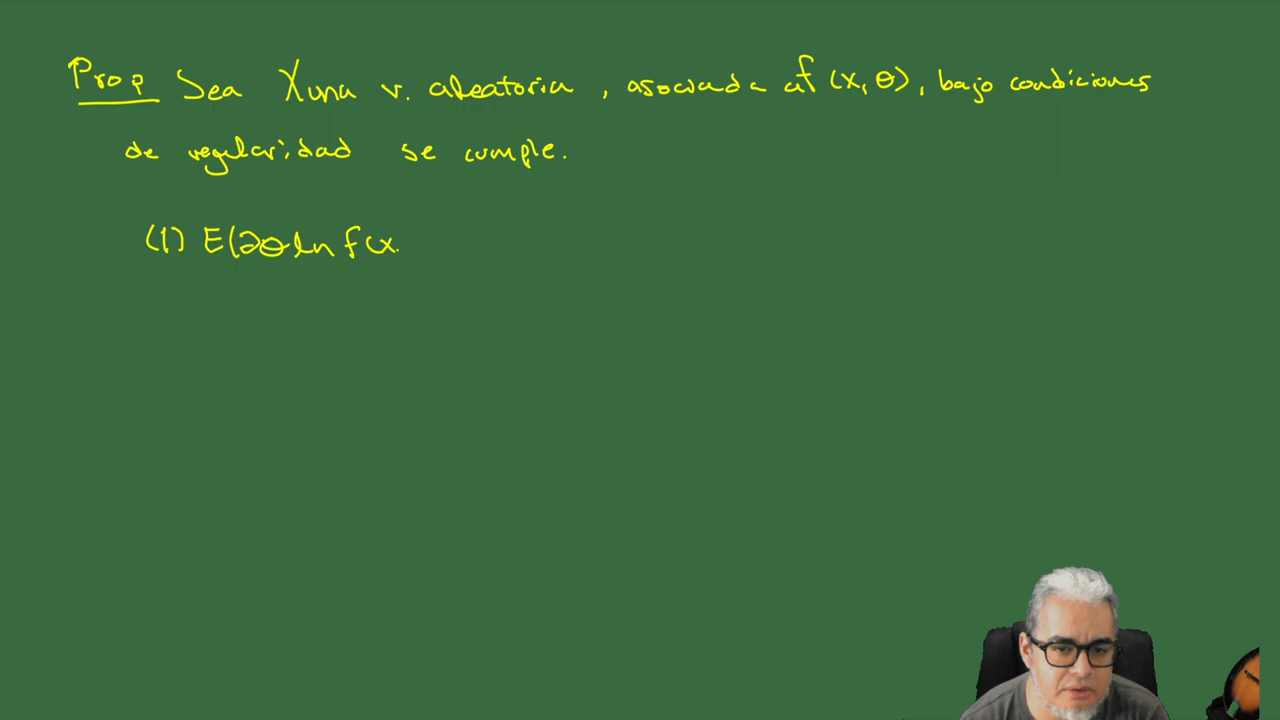 Prop Sea X una v. aleatoria, asociada a f(x, θ), bajo condiciones
de regularidad se cumple.
(1) E(∂θ ln f(x.